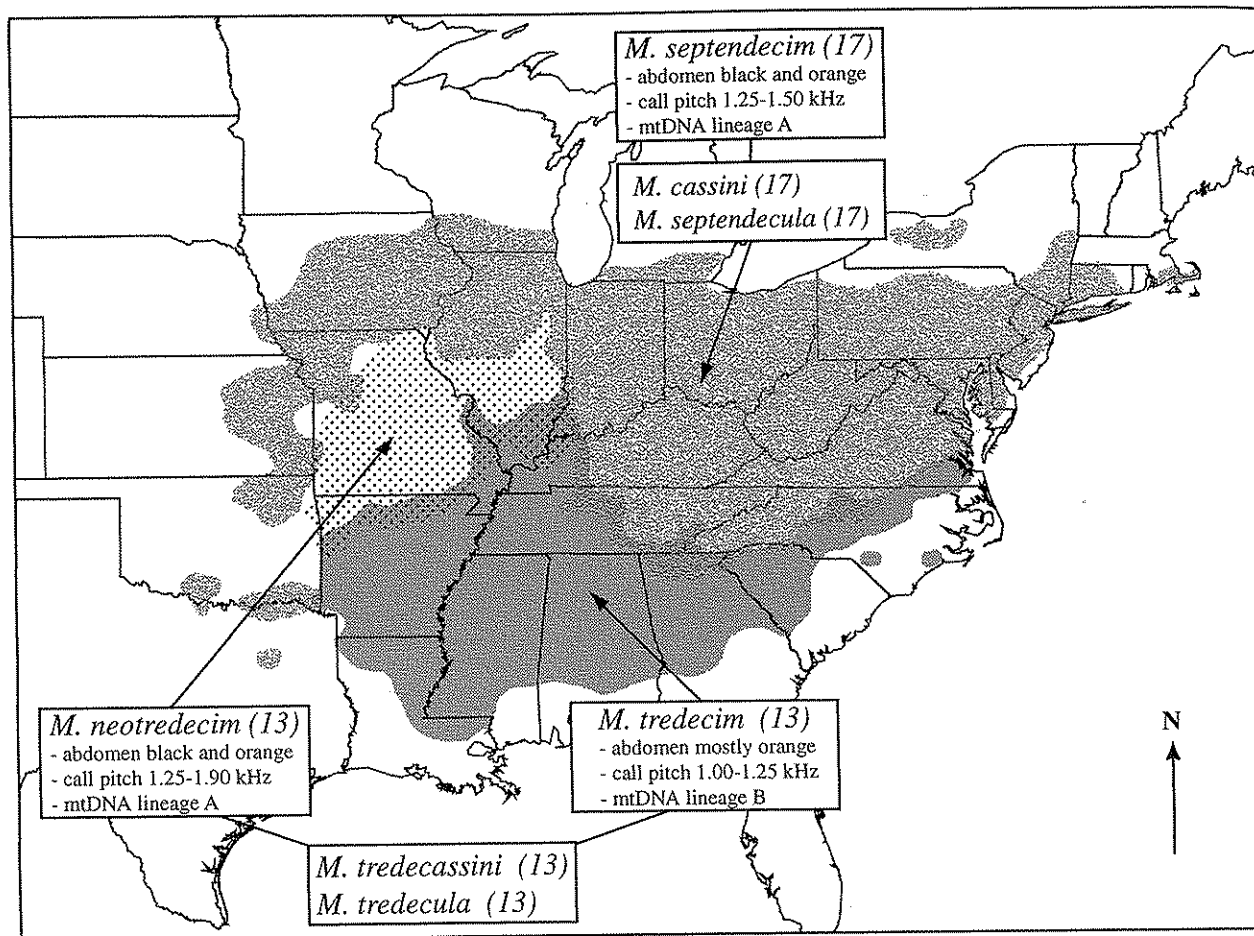 M. septendecim (17)
- abdomen black and orange
- call pitch 1.25-1.50 kHz
- mtDNA lineage A
M. cassini (17)
M. septendecula (17)
M. neotredecim (13)
- abdomen black and orange
- call pitch 1.25-1.90 kHz
- mtDNA lineage A
M. tredecim (13)
- abdomen mostly orange
- call pitch 1.00-1.25 kHz
- mtDNA lineage B
N
M. tredecassini (13)
M. tredecula (13)